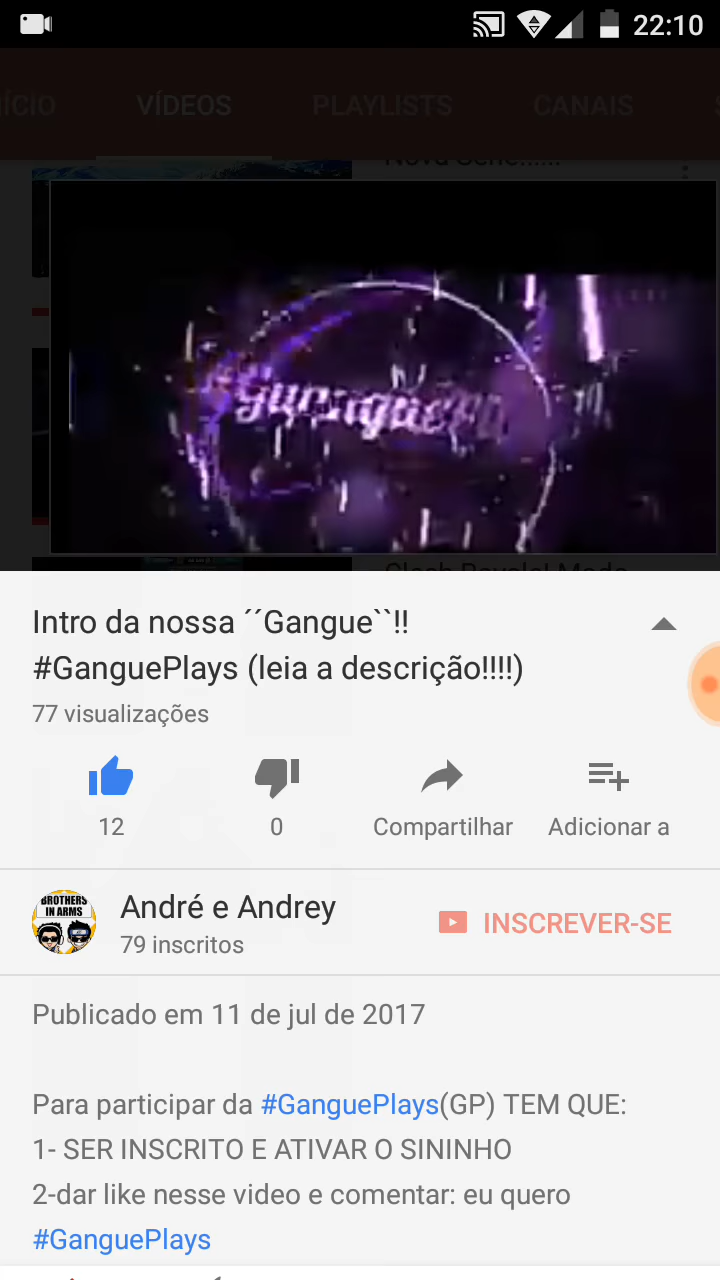 22:10
VÍDEOS
PLAYLISTS
CANAIS
Intro da nossa ´´Gangue``!!
#GanguePlays (leia a descrição!!!!)
77 visualizações
12
0
Compartilhar
Adicionar a
BROTHERS
IN ARMS
André e Andrey
79 inscritos
INSCREVER-SE
Publicado em 11 de jul de 2017
Para participar da #GanguePlays(GP) TEM QUE:
1- SER INSCRITO E ATIVAR O SININHO
2-dar like nesse video e comentar: eu quero
#GanguePlays